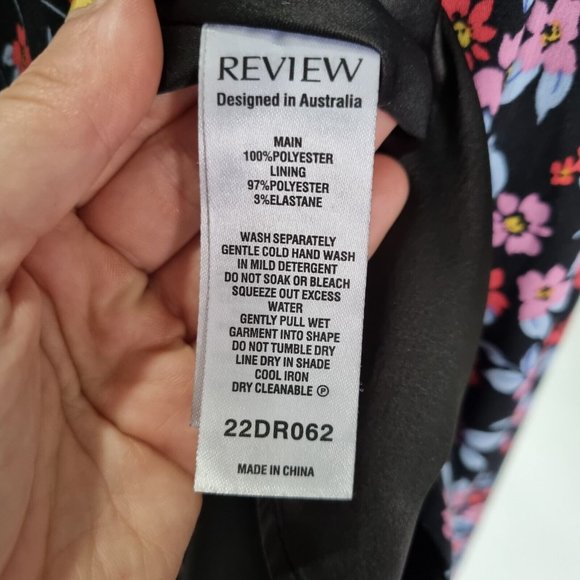 REVIEW
Designed in Australia
MAIN
100%POLYESTER
LINING
97%POLYESTER
3%ELASTANE
WASH SEPARATELY
GENTLE COLD HAND WASH
IN MILD DETERGENT
DO NOT SOAK OR BLEACH
SQUEEZE OUT EXCESS
WATER
GENTLY PULL WET
GARMENT INTO SHAPE
DO NOT TUMBLE DRY
LINE DRY IN SHADE
COOL IRON
DRY CLEANABLE Ⓟ
22DR062
MADE IN CHINA